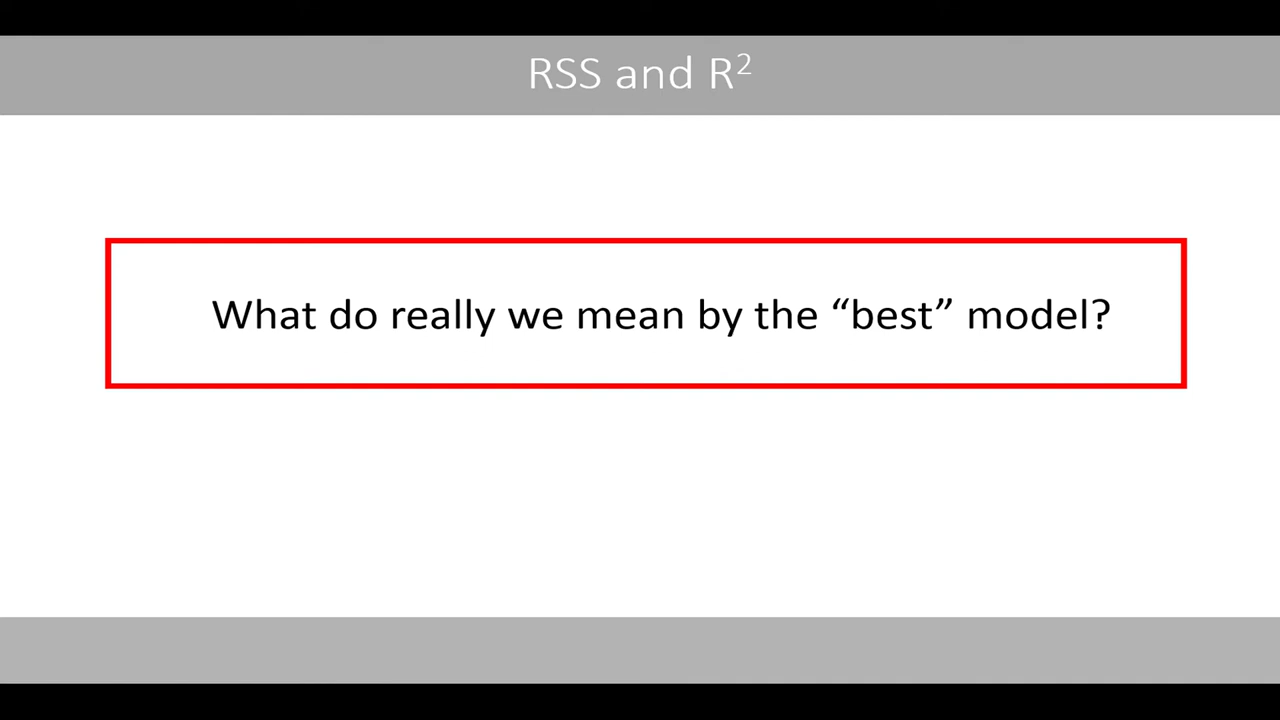 RSS and R²
What do really we mean by the “best” model?